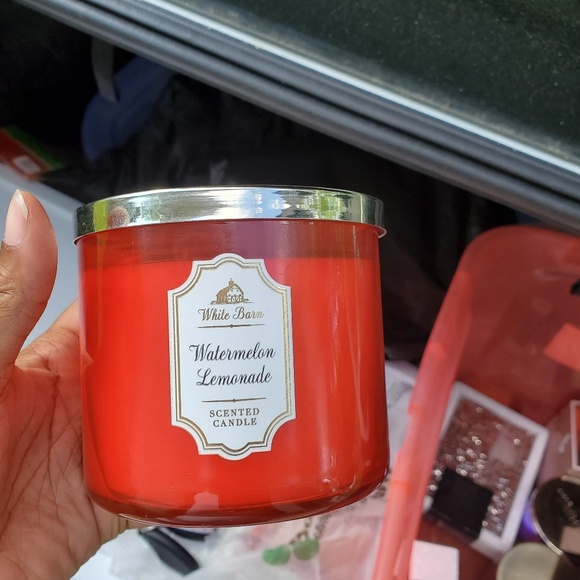 White Barn
Watermelon
Lemonade
SCENTED
CANDLE